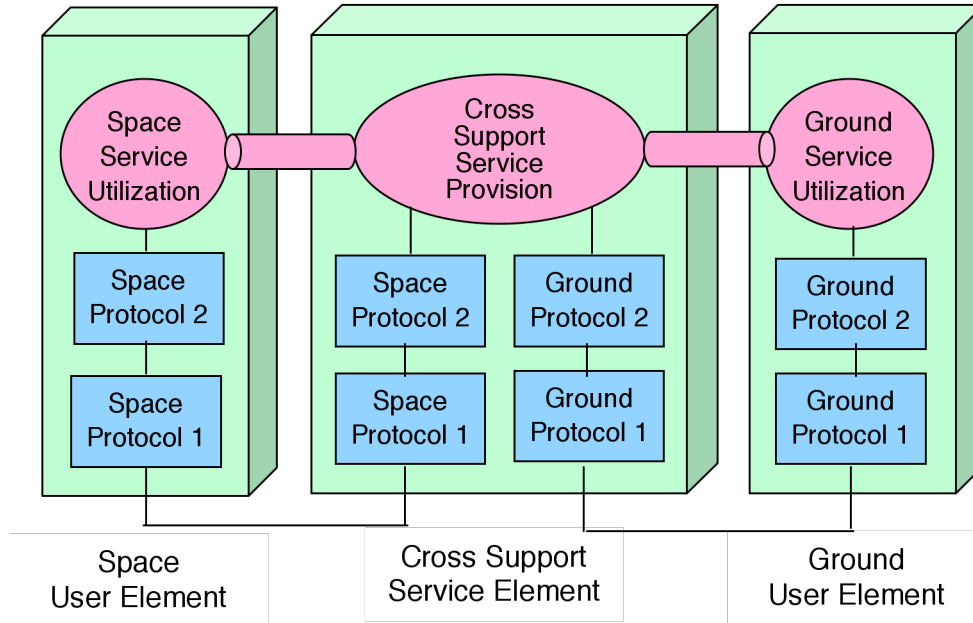 Space
Service
Utilization
Cross
Support
Service
Provision
Ground
Service
Utilization
Space
Protocol 2
Space
Protocol 2
Ground
Protocol 2
Ground
Protocol 2
Space
Protocol 1
Space
Protocol 1
Ground
Protocol 1
Ground
Protocol 1
Space
User Element
Cross Support
Service Element
Ground
User Element